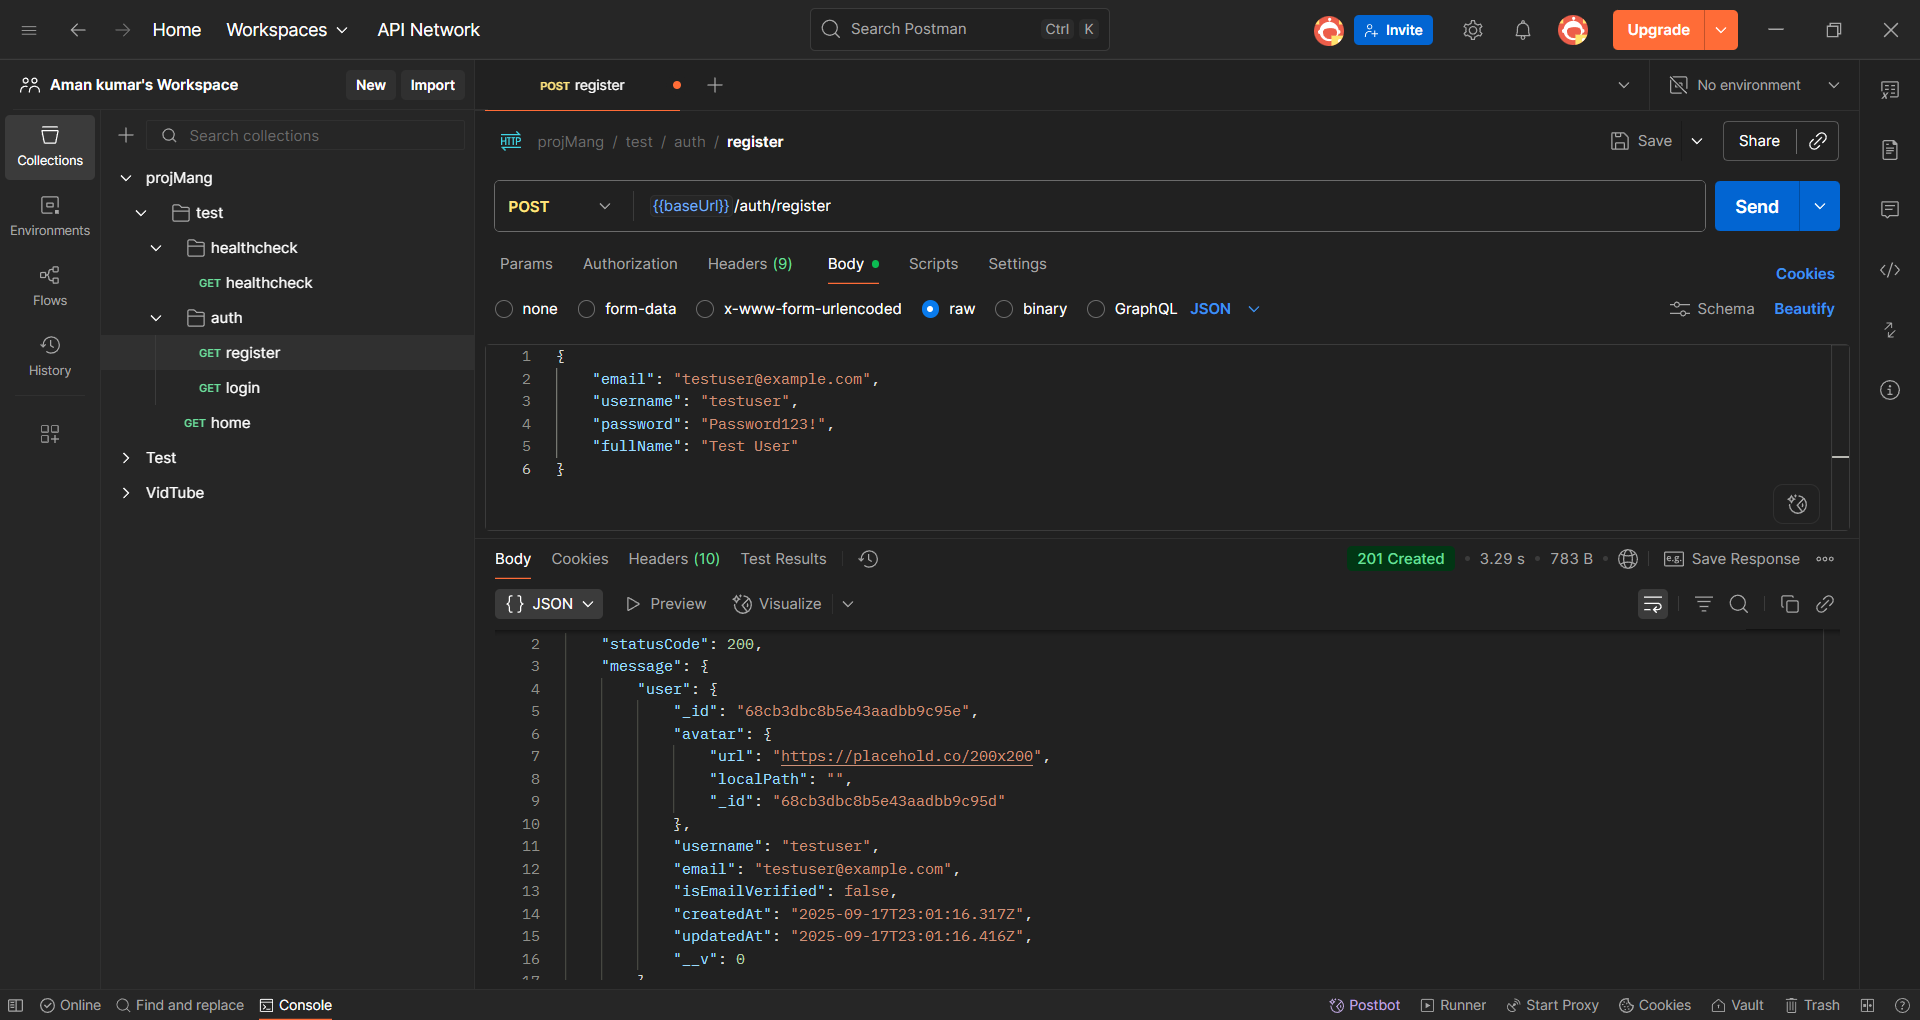 Home Workspaces API Network Search Postman Ctrl K Invite Upgrade
Aman kumar's Workspace New Import
POST register No environment
Search collections
projMang / test / auth / register Save Share
Collections
Environments
Flows
History
projMang
test
healthcheck
GET healthcheck
auth
GET register
GET login
GET home
Test
VidTube
POST {{baseUrl}}/auth/register Send
Params Authorization Headers (9) Body Scripts Settings Cookies
none form-data x-www-form-urlencoded raw binary GraphQL JSON Schema Beautify
1 {
2 "email": "testuser@example.com",
3 "username": "testuser",
4 "password": "Password123!",
5 "fullName": "Test User"
6 }
Body Cookies Headers (10) Test Results 201 Created 3.29 s 783 B e.g. Save Response
{} JSON Preview Visualize
2 "statusCode": 200,
3 "message": {
4 "user": {
5 "_id": "68cb3dbc8b5e43aadbb9c95e",
6 "avatar": {
7 "url": "https://placehold.co/200x200",
8 "localPath": "",
9 "_id": "68cb3dbc8b5e43aadbb9c95d"
10 },
11 "username": "testuser",
12 "email": "testuser@example.com",
13 "isEmailVerified": false,
14 "createdAt": "2025-09-17T23:01:16.317Z",
15 "updatedAt": "2025-09-17T23:01:16.416Z",
16 "__v": 0
Online Find and replace Console Postbot Runner Start Proxy Cookies Vault Trash